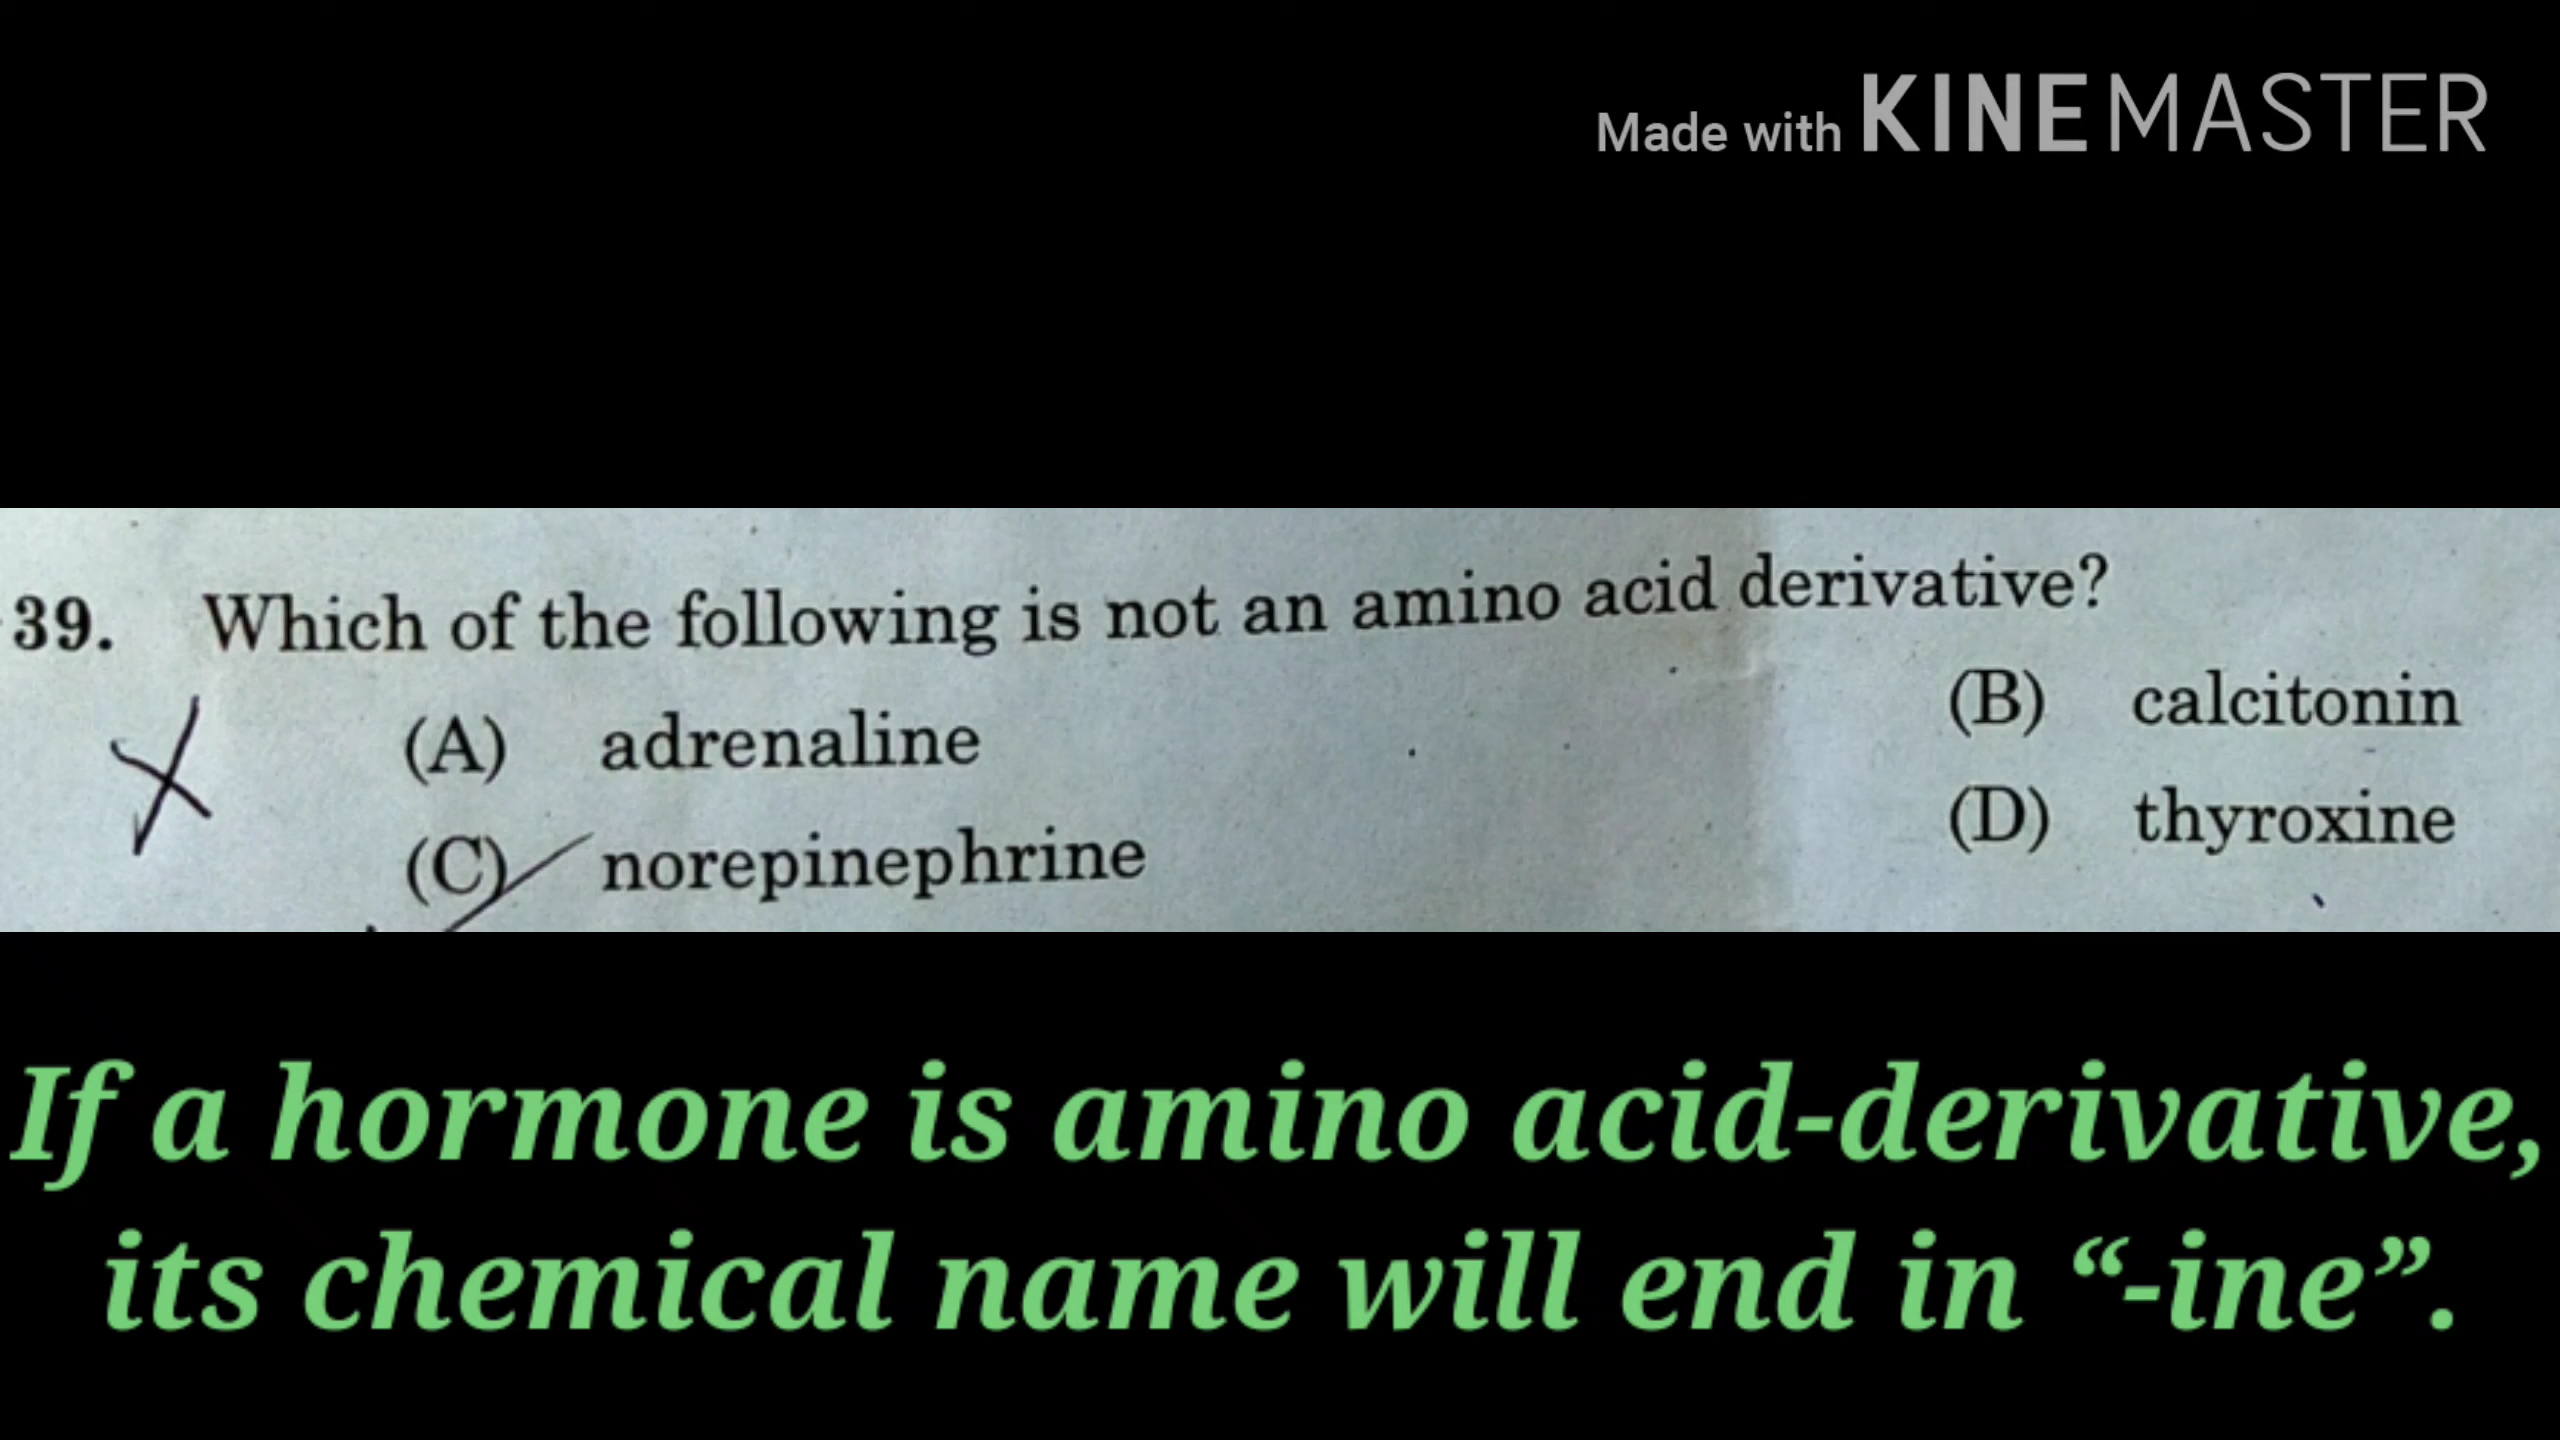 Made with KINEMASTER
39. Which of the following is not an amino acid derivative?
(A) adrenaline (B) calcitonin
(C) norepinephrine (D) thyroxine
If a hormone is amino acid-derivative,
its chemical name will end in “-ine”.